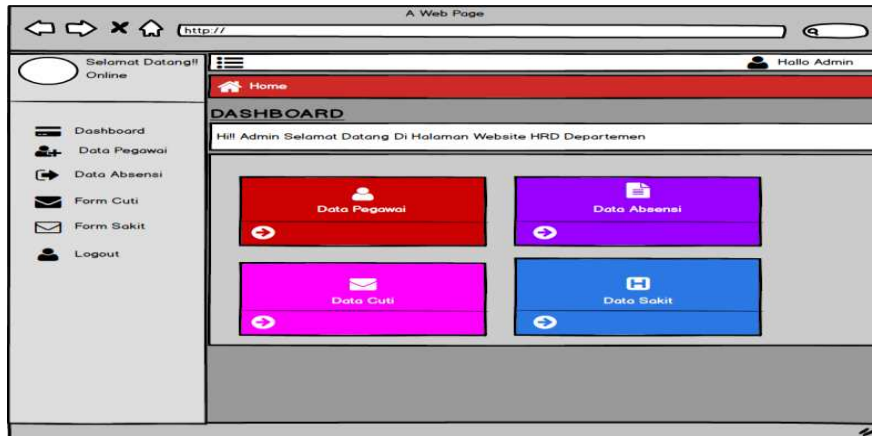 A Web Page
http://
Selamat Datang!!
Online
Hallo Admin
Home
DASHBOARD
Hi!! Admin Selamat Datang Di Halaman Website HRD Departemen
Dashboard
Data Pegawai
Data Absensi
Form Cuti
Form Sakit
Logout
Data Pegawai
Data Absensi
Data Cuti
H
Data Sakit